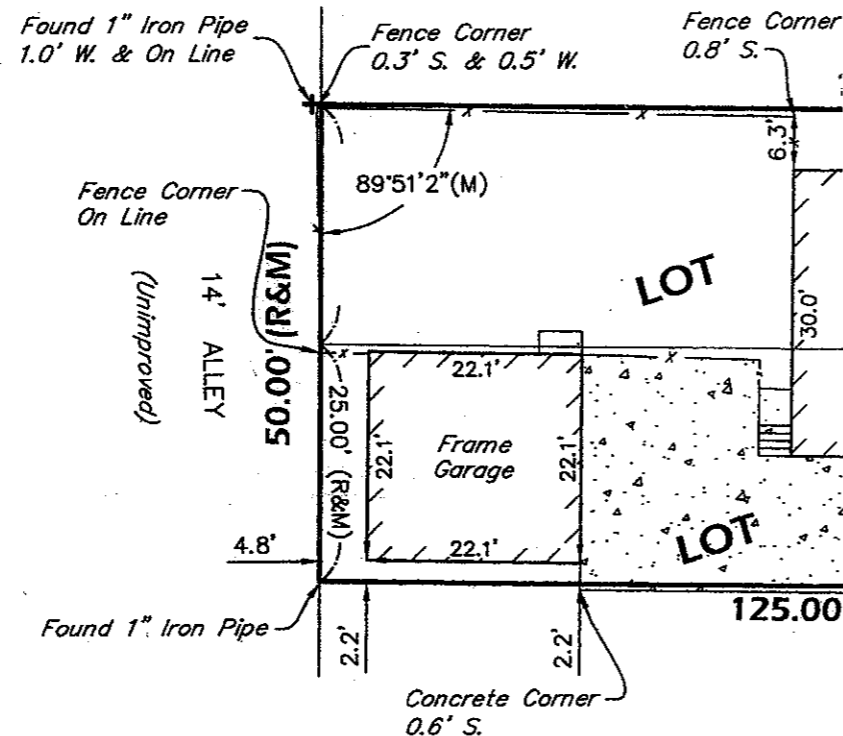 Found 1" Iron Pipe
1.0' W. & On Line
Fence Corner
0.3' S. & 0.5' W.
Fence Corner
0.8' S.
6.3'
89°51'2"(M)
Fence Corner
On Line
LOT
14' ALLEY
(Unimproved)
50.00' (R&M)
30.0'
22.1'
25.00' (R&M)
22.1'
Frame
Garage
22.1'
LOT
4.8'
22.1'
125.00
Found 1" Iron Pipe
2.2'
2.2'
Concrete Corner
0.6' S.